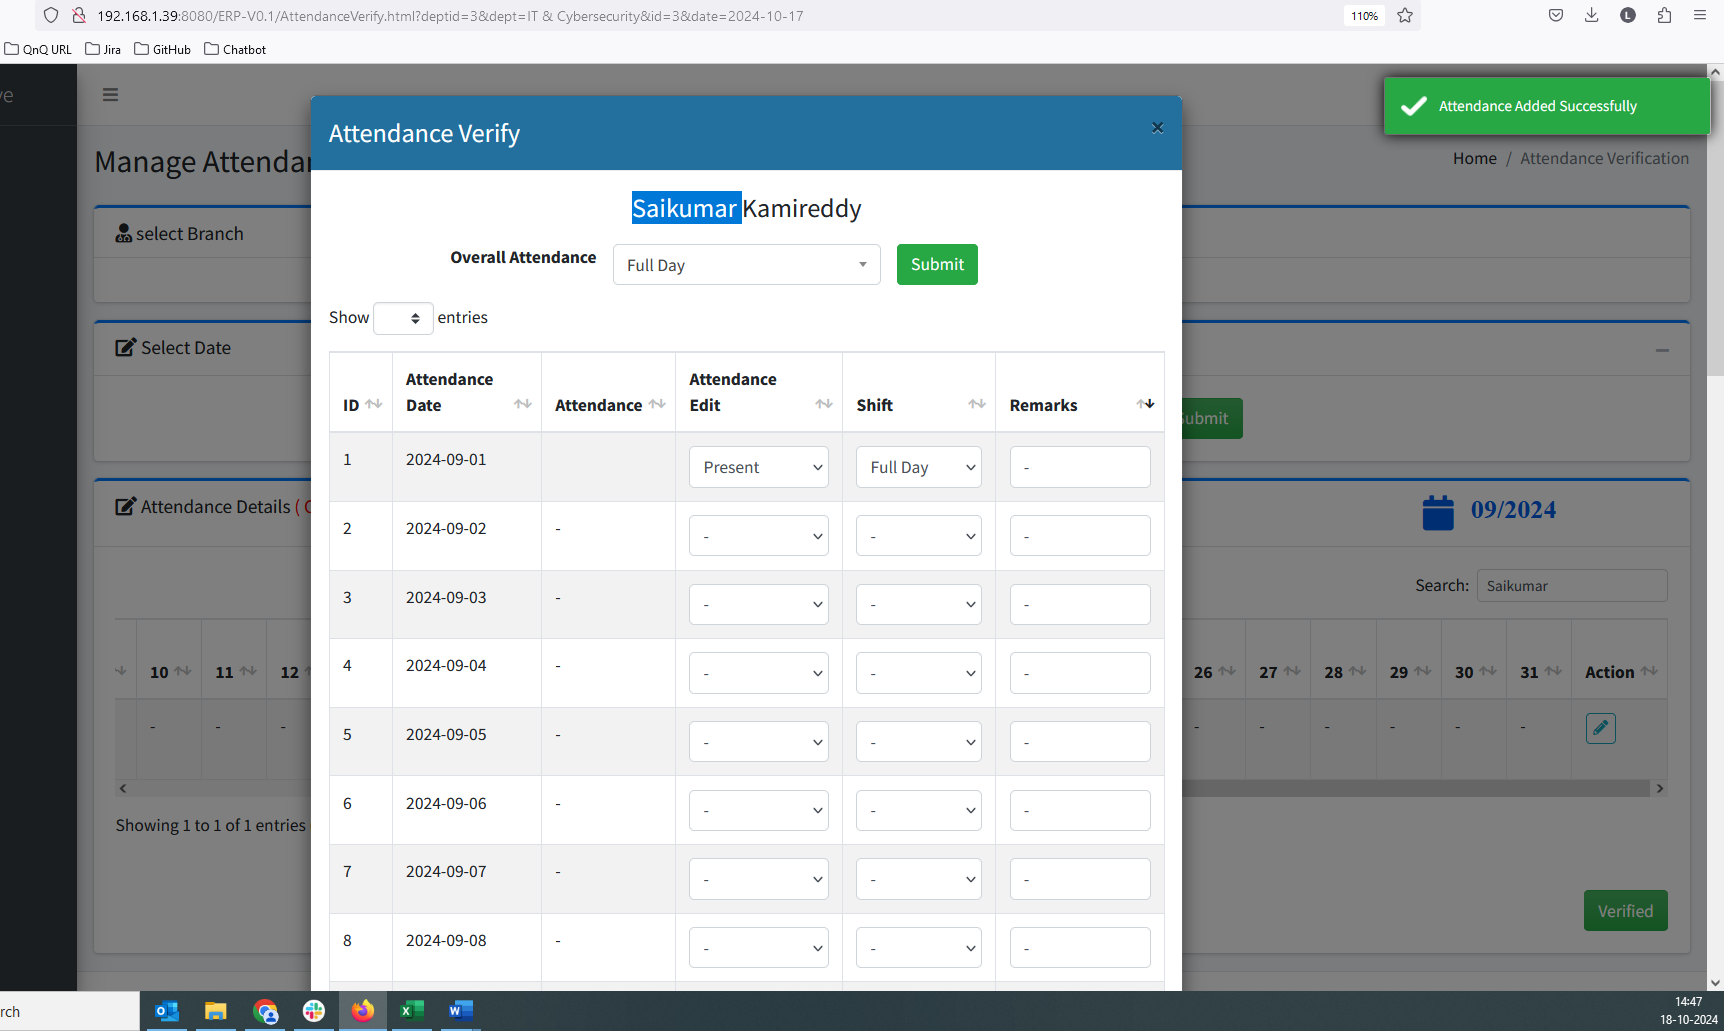 192.168.1.39:8080/ERP-V0.1/AttendanceVerify.html?deptid=3&dept=IT & Cybersecurity&id=3&date=2024-10-17
110%
L
QnQ URL Jira GitHub Chatbot
ve
Attendance Verify ×
Attendance Added Successfully
Manage Attendar
Home / Attendance Verification
Saikumar Kamireddy
select Branch
Overall Attendance Full Day Submit
Show entries
Select Date
Submit
ID Attendance Date Attendance Attendance Edit Shift Remarks
1 2024-09-01 Present Full Day -
2 2024-09-02 - - - -
3 2024-09-03 - - - -
4 2024-09-04 - - - -
5 2024-09-05 - - - -
6 2024-09-06 - - - -
7 2024-09-07 - - - -
8 2024-09-08 - - - -
Attendance Details (
09/2024
Search: Saikumar
10 11 12 26 27 28 29 30 31 Action
- - - - - - - - -
Showing 1 to 1 of 1 entries
Verified
rch
14:47
18-10-2024